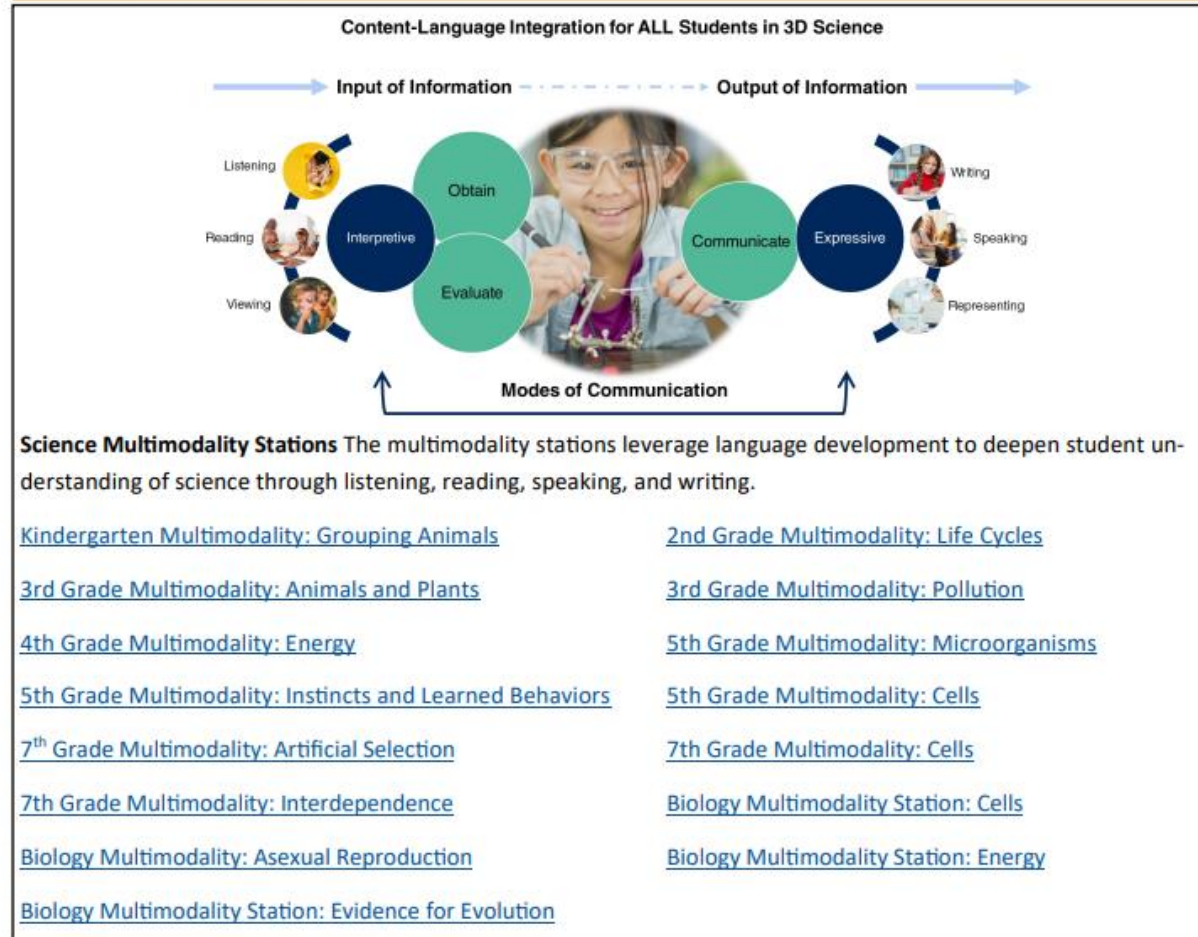 Content-Language Integration for ALL Students in 3D Science
Input of Information
Output of Information
Listening
Reading
Viewing
Interpretive
Obtain
Evaluate
Communicate
Expressive
Writing
Speaking
Representing
Modes of Communication
Science Multimodality Stations The multimodality stations leverage language development to deepen student un-
derstanding of science through listening, reading, speaking, and writing.
Kindergarten Multimodality: Grouping Animals
2nd Grade Multimodality: Life Cycles
3rd Grade Multimodality: Animals and Plants
3rd Grade Multimodality: Pollution
4th Grade Multimodality: Energy
5th Grade Multimodality: Microorganisms
5th Grade Multimodality: Instincts and Learned Behaviors
5th Grade Multimodality: Cells
7th Grade Multimodality: Artificial Selection
7th Grade Multimodality: Cells
7th Grade Multimodality: Interdependence
Biology Multimodality Station: Cells
Biology Multimodality: Asexual Reproduction
Biology Multimodality Station: Energy
Biology Multimodality Station: Evidence for Evolution